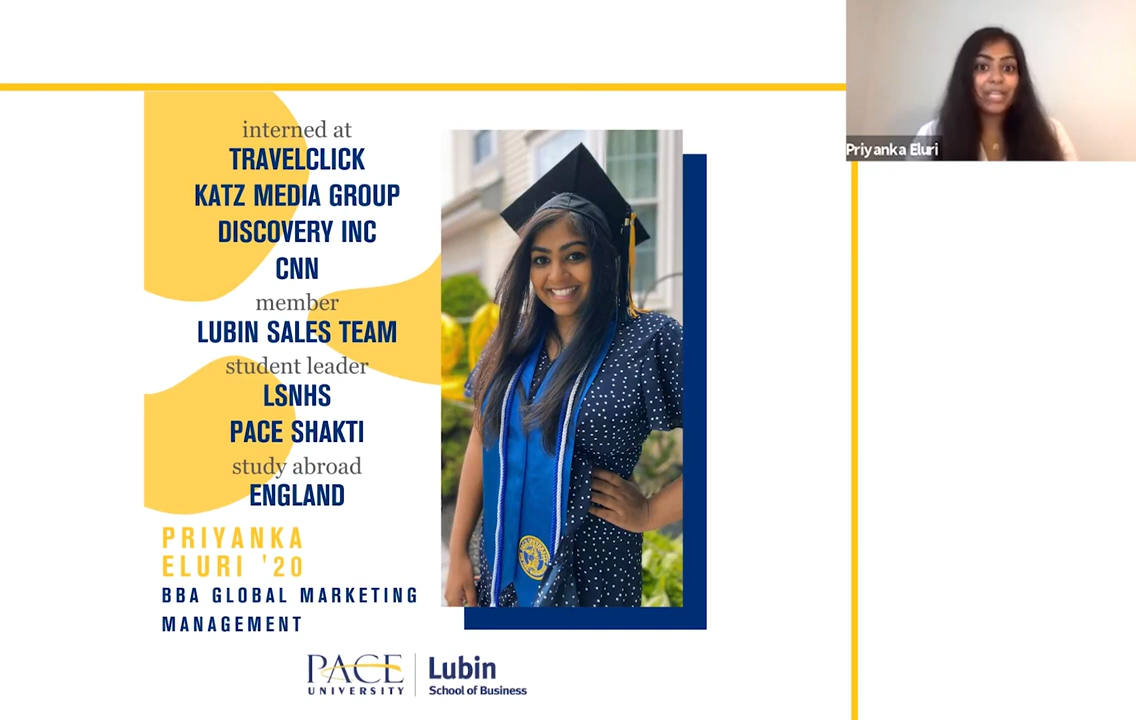 interned at
TRAVELCLICK
KATZ MEDIA GROUP
DISCOVERY INC
CNN
member
LUBIN SALES TEAM
student leader
LSNHS
PACE SHAKTI
study abroad
ENGLAND
PRIYANKA
ELURI '20
BBA GLOBAL MARKETING
MANAGEMENT
PACE
UNIVERSITY
Lubin
School of Business
Priyanka Eluri